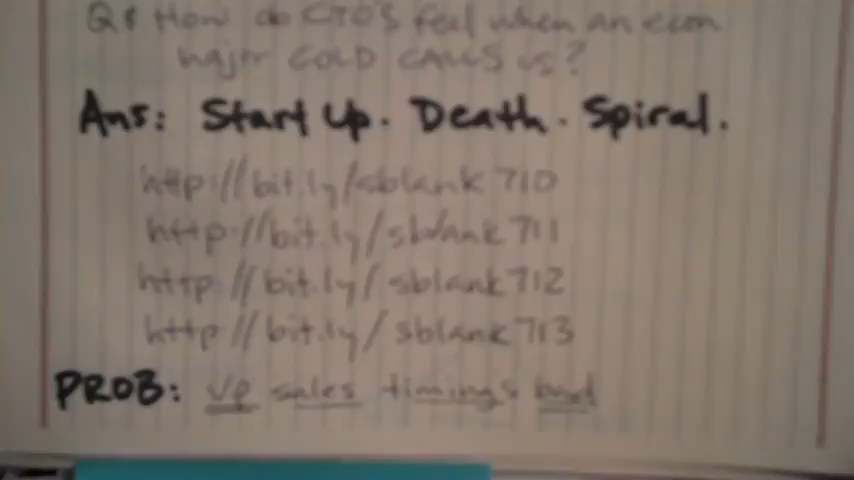 Q: How do CTO'S feel when an econ
major COLD CALLS us?
Ans: Start Up. Death. Spiral.
http://bit.ly/sblank710
http://bit.ly/sblank711
http://bit.ly/sblank712
http://bit.ly/sblank713
PROB: VP sales timings bad